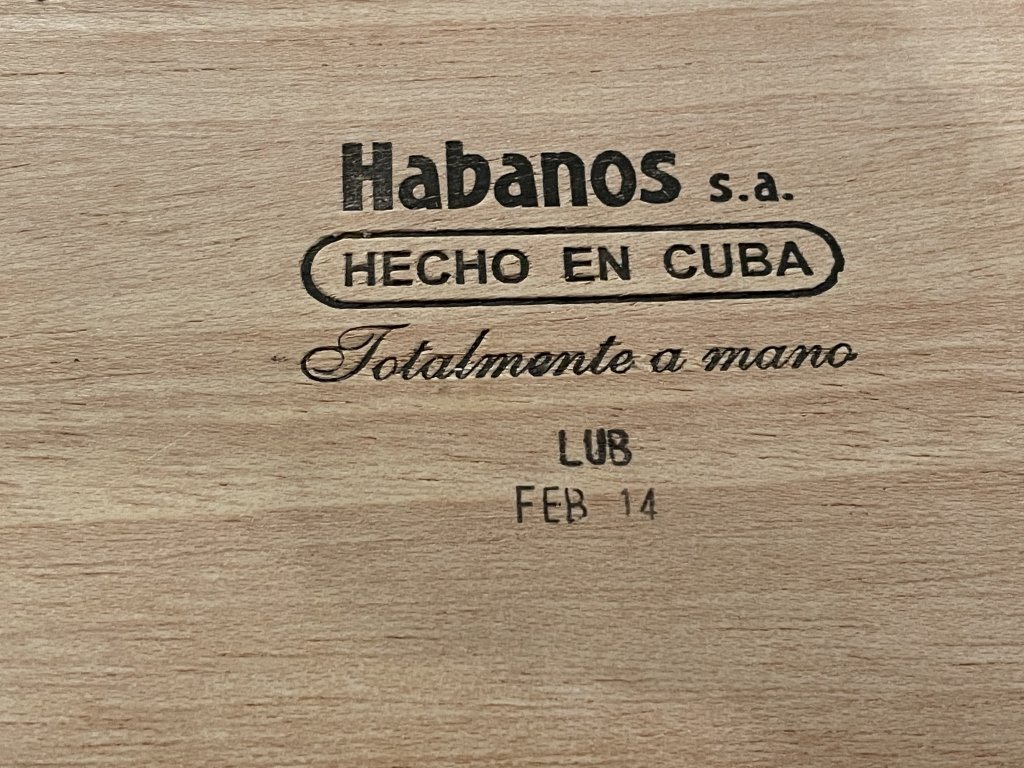 Habanos s.a.
HECHO EN CUBA
Totalmente a mano
LUB
FEB 14